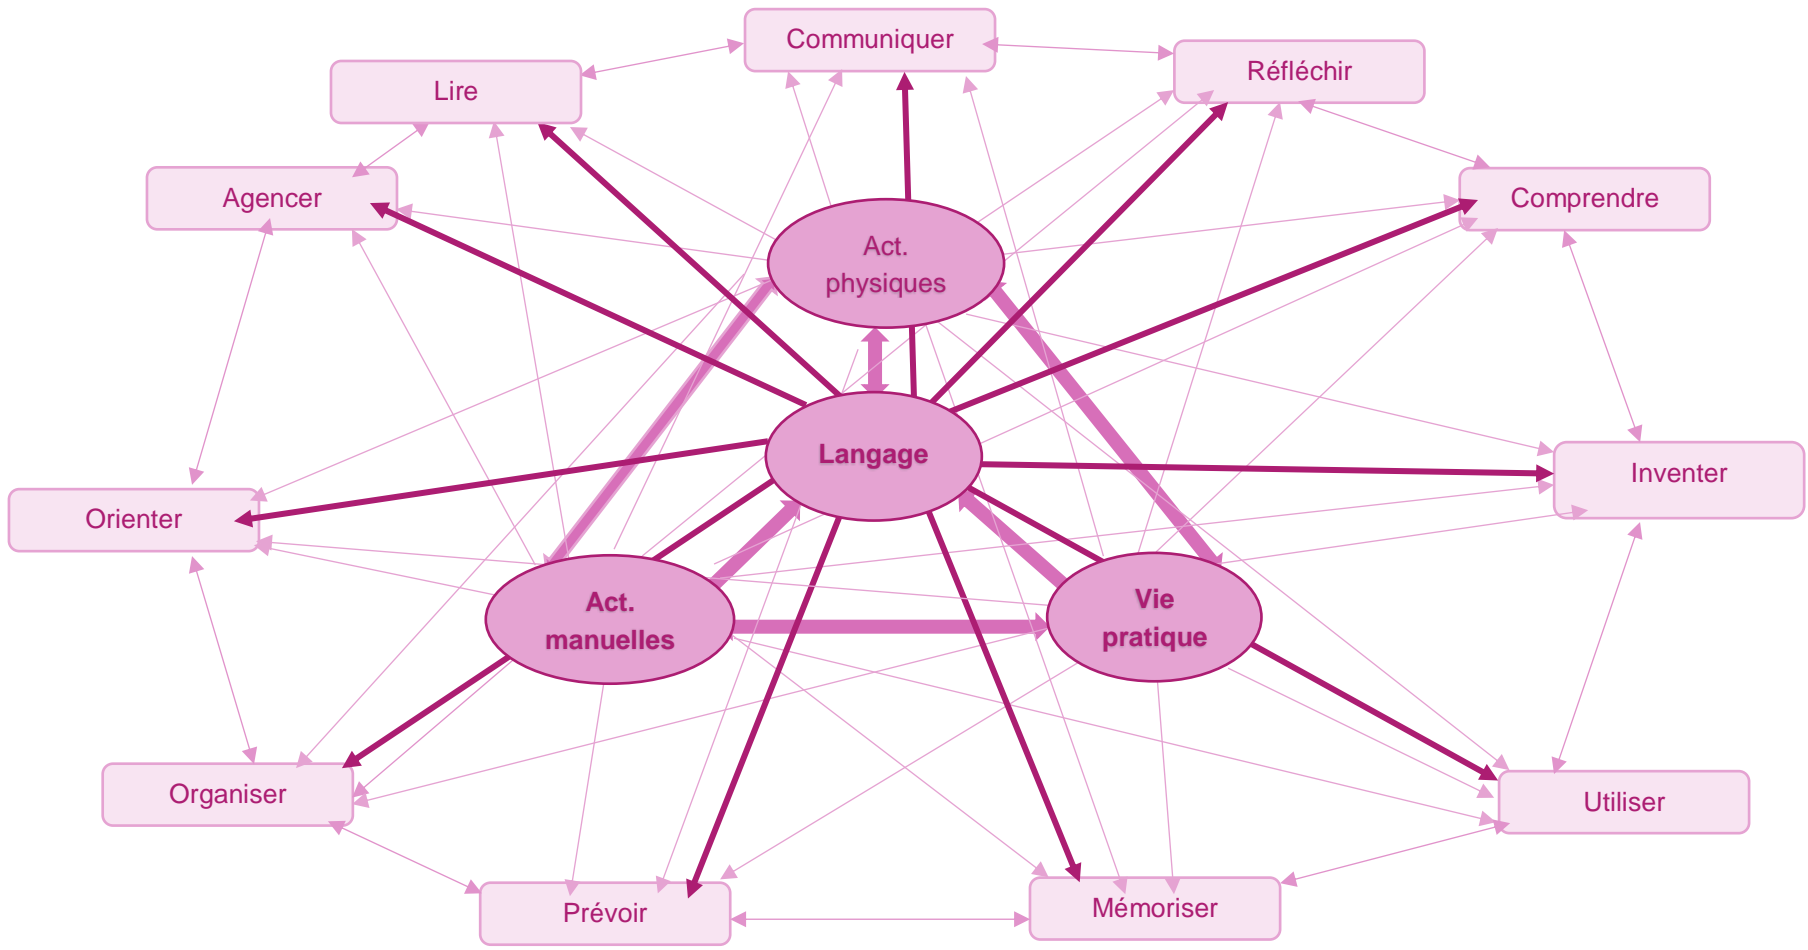 Communiquer
Réfléchir
Lire
Agencer
Comprendre
Act.
physiques
Langage
Inventer
Orienter
Act.
manuelles
Vie
pratique
Organiser
Utiliser
Prévoir
Mémoriser